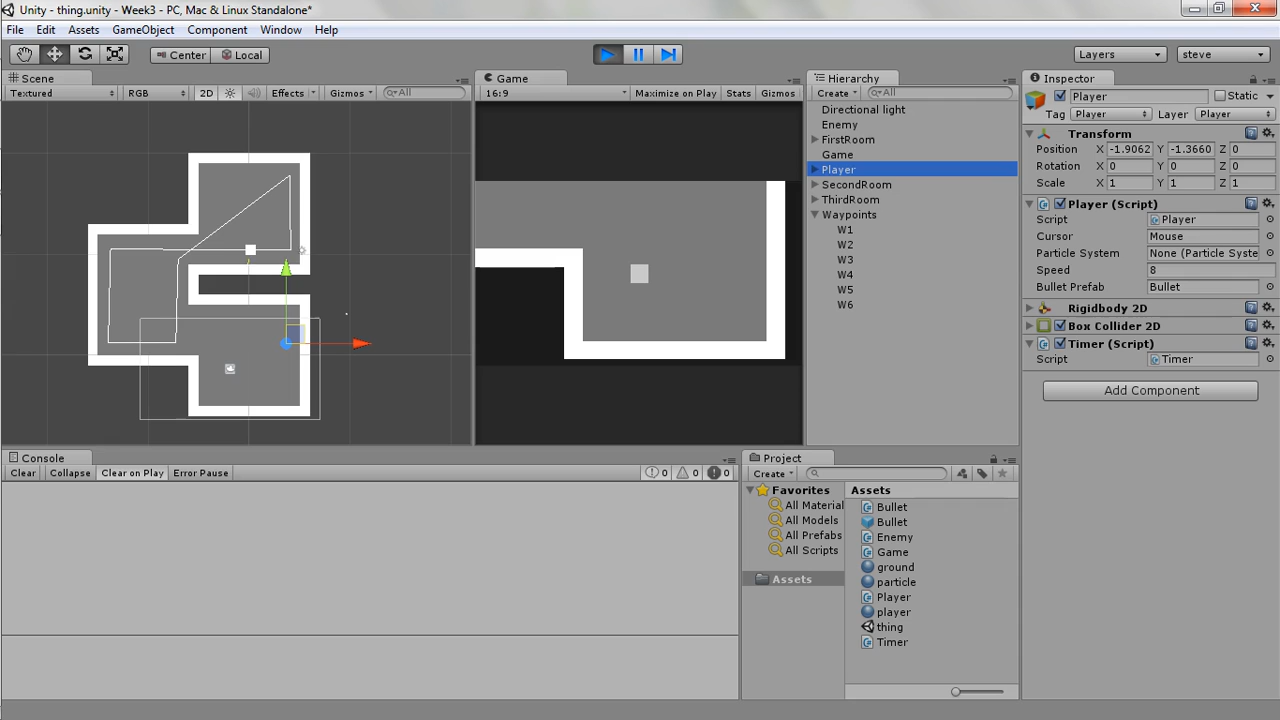 Unity - thing.unity - Week3 - PC, Mac & Linux Standalone*
File Edit Assets GameObject Component Window Help
Center Local Layers steve
Scene
Textured RGB 2D Effects Gizmos All
Game
16:9 Maximize on Play Stats Gizmos
Hierarchy
Create All
Directional light
Enemy
FirstRoom
Game
Player
SecondRoom
ThirdRoom
Waypoints
W1
W2
W3
W4
W5
W6
Inspector
Player Static
Tag Player Layer Player
Transform
Position X -1.9062 Y -1.3660 Z 0
Rotation X 0 Y 0 Z 0
Scale X 1 Y 1 Z 1
Player (Script)
Script Player
Cursor Mouse
Particle System None (Particle Syste
Speed 8
Bullet Prefab Bullet
Rigidbody 2D
Box Collider 2D
Timer (Script)
Script Timer
Add Component
Console
Clear Collapse Clear on Play Error Pause 0 0 0
Project
Create
Favorites
All Material
All Models
All Prefabs
All Scripts
Assets
Assets
Bullet
Bullet
Enemy
Game
ground
particle
Player
player
thing
Timer